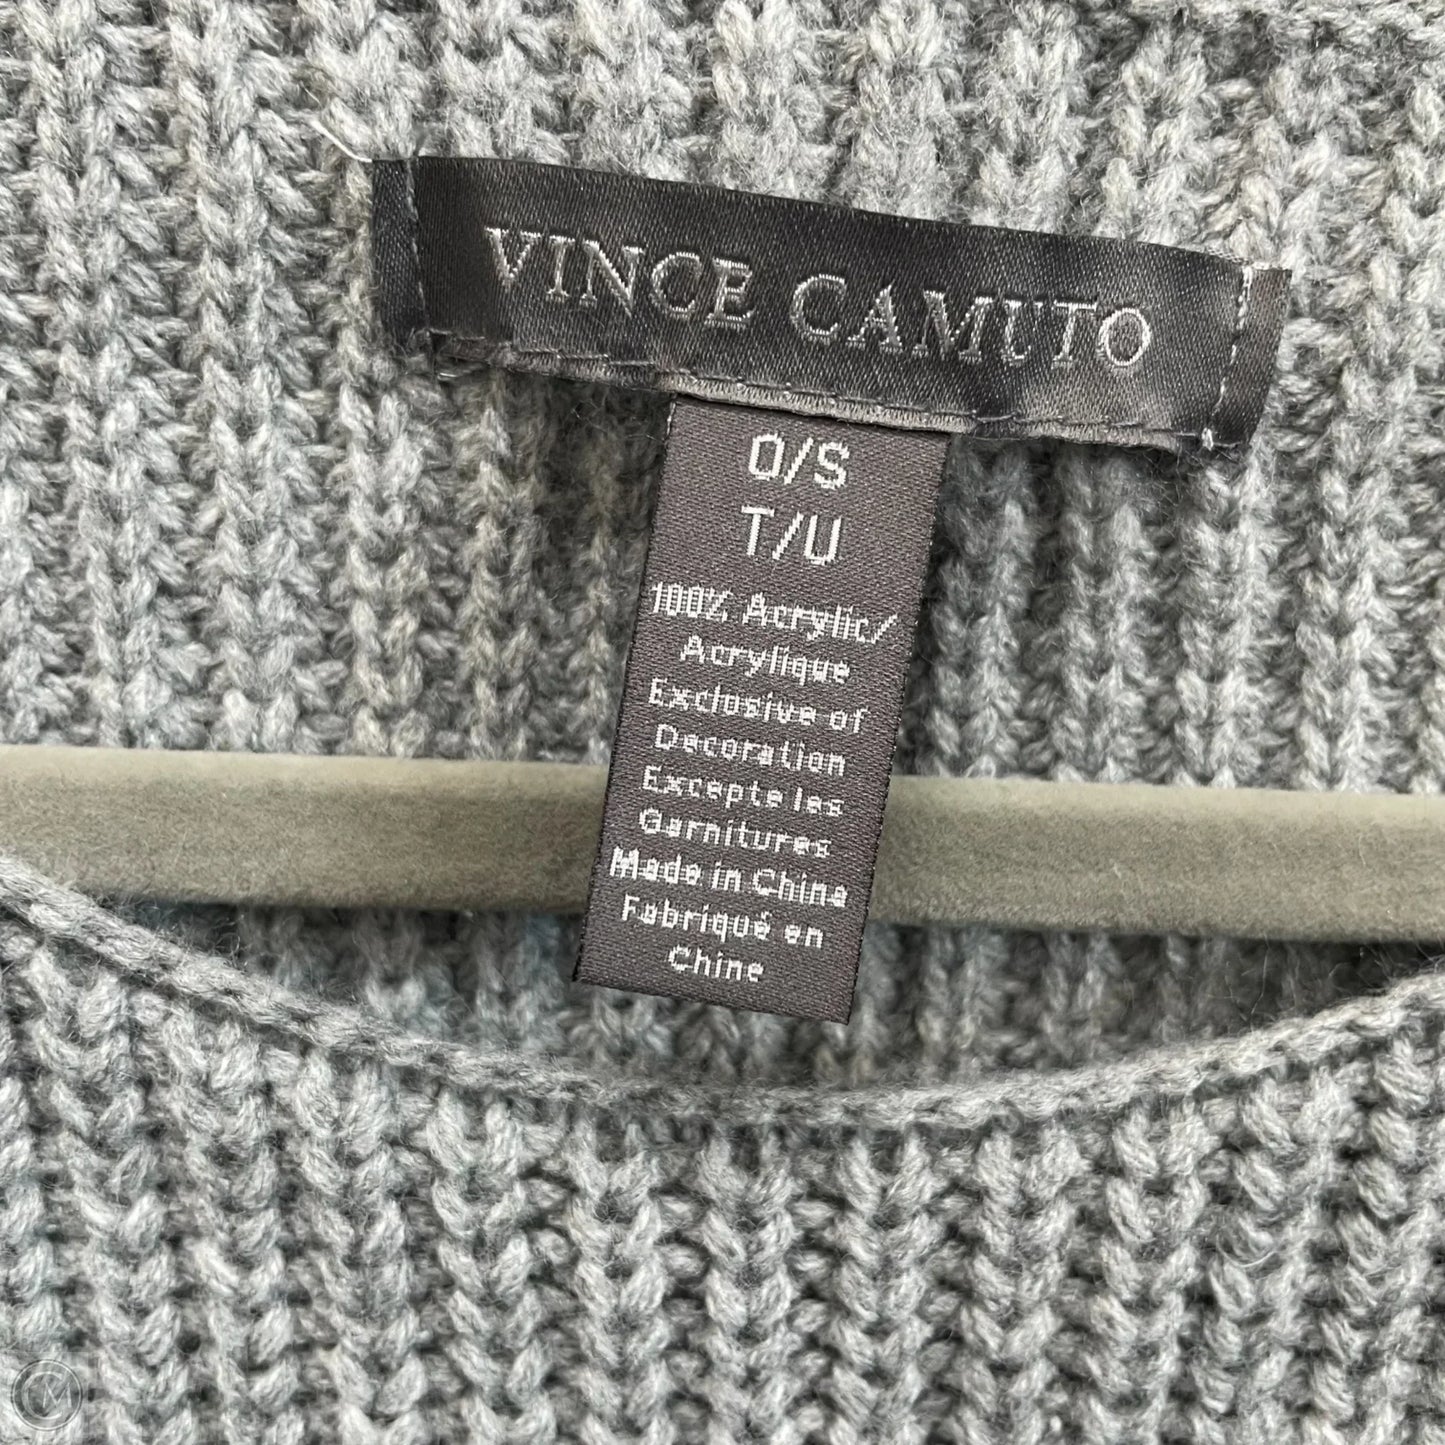 VINCE CAMUTO
O/S
T/U
100% Acrylic/
Acrylique
Exclusive of
Decoration
Excepte les
Garnitures
Made in China
Fabriqué en
Chine